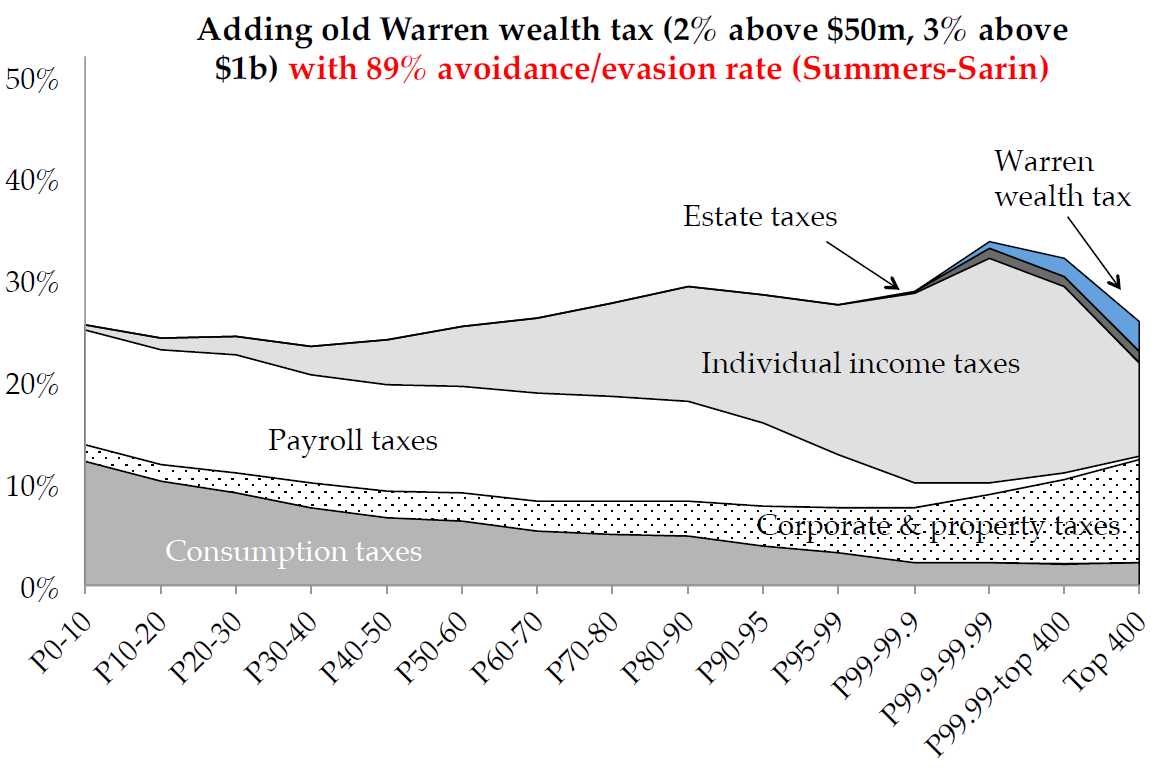 Adding old Warren wealth tax (2% above $50m, 3% above
$1b) with 89% avoidance/evasion rate (Summers-Sarin)
50%
40%
30%
20%
10%
0%
Warren
wealth tax
Estate taxes
Individual income taxes
Payroll taxes
Corporate & property taxes
Consumption taxes
P0-10
P10-20
P20-30
P30-40
P40-50
P50-60
P60-70
P70-80
P80-90
P90-95
P95-99
P99-99.9
P99.9-99.99
P99.99-top 400
Top 400